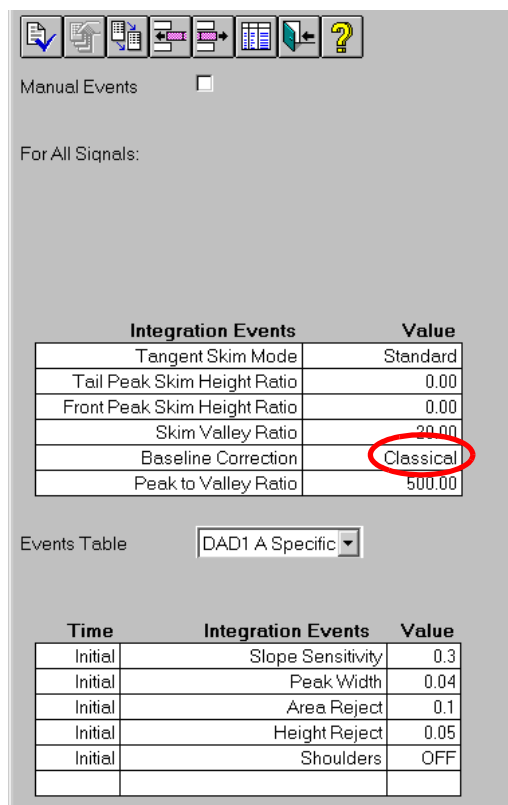 Manual Events
For All Signals:
Integration Events Value
Tangent Skim Mode Standard
Tail Peak Skim Height Ratio 0.00
Front Peak Skim Height Ratio 0.00
Skim Valley Ratio 20.00
Baseline Correction Classical
Peak to Valley Ratio 500.00
Events Table DAD1 A Specific
Time Integration Events Value
Initial Slope Sensitivity 0.3
Initial Peak Width 0.04
Initial Area Reject 0.1
Initial Height Reject 0.05
Initial Shoulders OFF